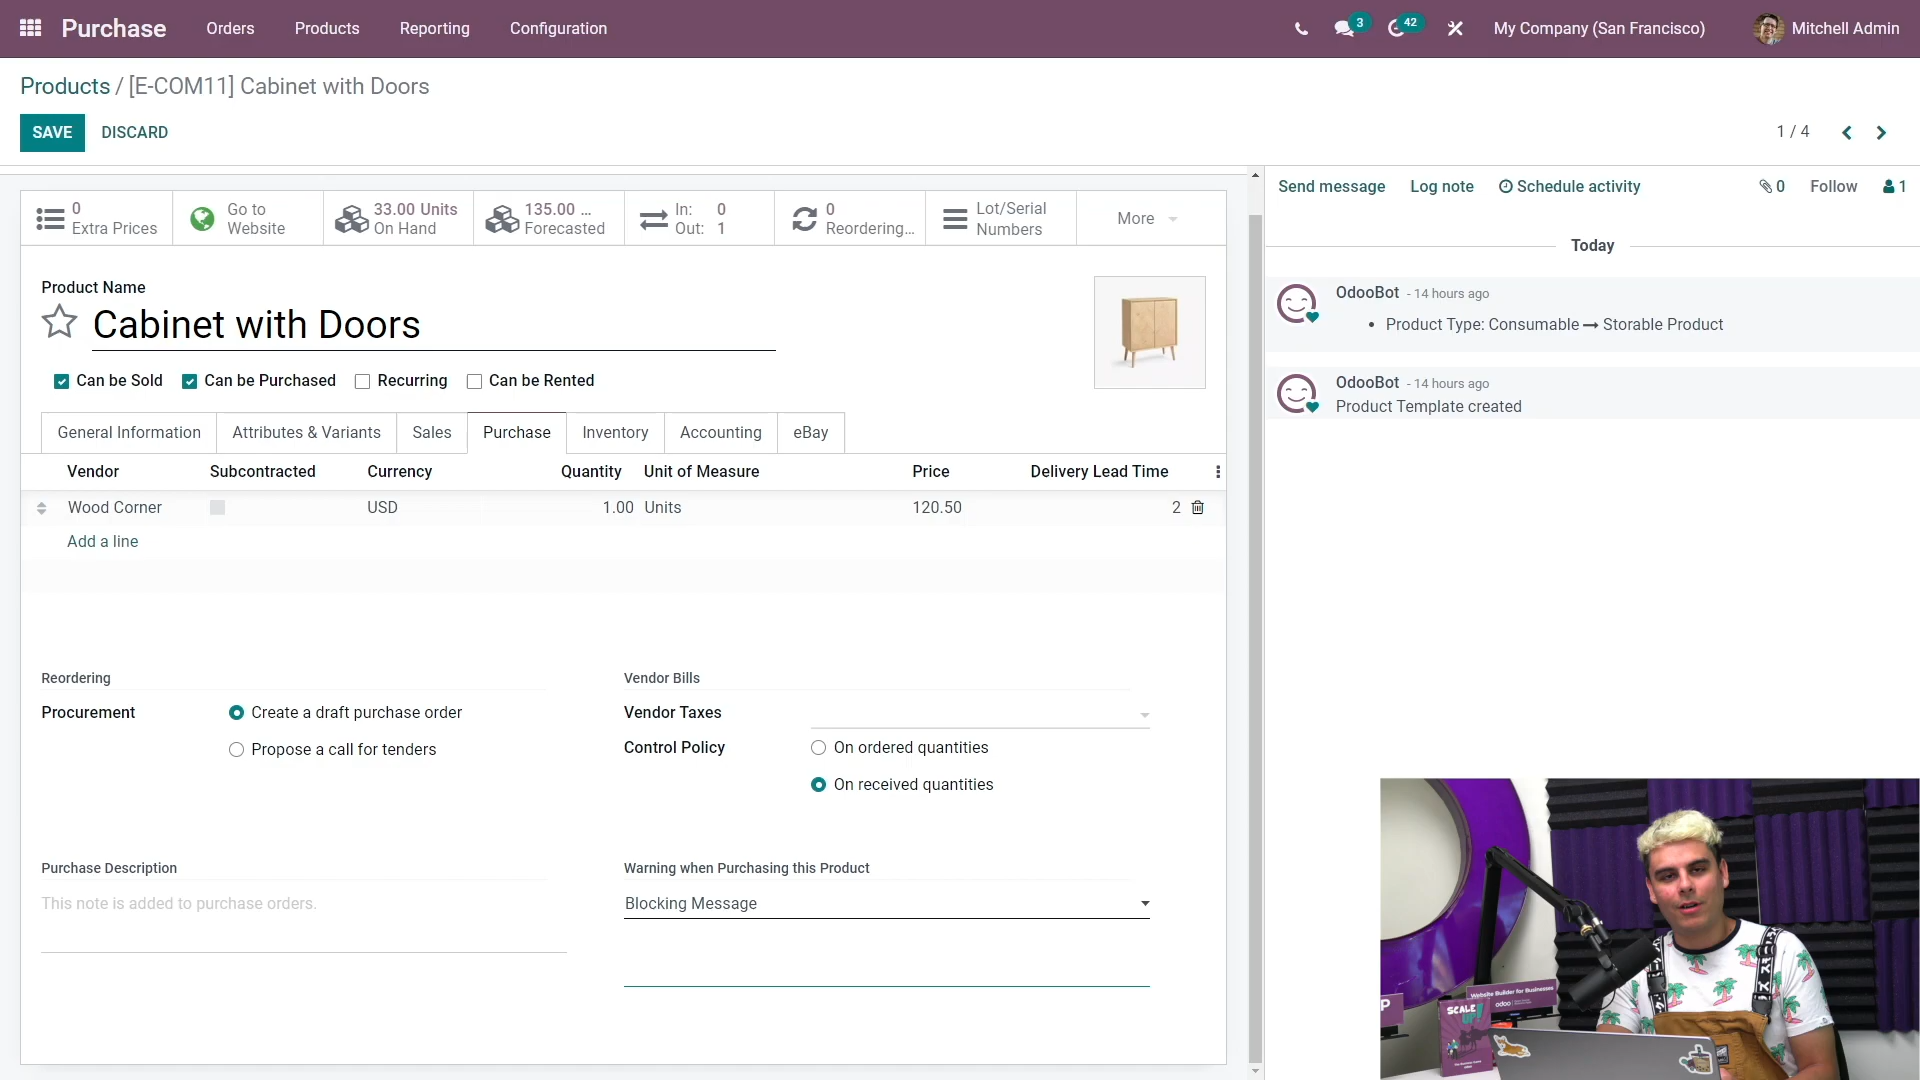 Purchase Orders Products Reporting Configuration 3 42 My Company (San Francisco) Mitchell Admin
Products / [E-COM11] Cabinet with Doors
SAVE DISCARD 1 / 4
0 Extra Prices
Go to Website
33.00 Units On Hand
135.00 ... Forecasted
In: 0
Out: 1
0 Reordering...
Lot/Serial Numbers
More
Product Name
Cabinet with Doors
Can be Sold Can be Purchased Recurring Can be Rented
General Information Attributes & Variants Sales Purchase Inventory Accounting eBay
Vendor Subcontracted Currency Quantity Unit of Measure Price Delivery Lead Time
Wood Corner USD 1.00 Units 120.50 2
Add a line
Reordering
Procurement Create a draft purchase order
Propose a call for tenders
Vendor Bills
Vendor Taxes
Control Policy On ordered quantities
On received quantities
Purchase Description
This note is added to purchase orders.
Warning when Purchasing this Product
Blocking Message
Send message Log note Schedule activity 0 Follow 1
Today
OdooBot - 14 hours ago
• Product Type: Consumable → Storable Product
OdooBot - 14 hours ago
Product Template created
Website Builder for Businesses
odoo
SCALE UP!